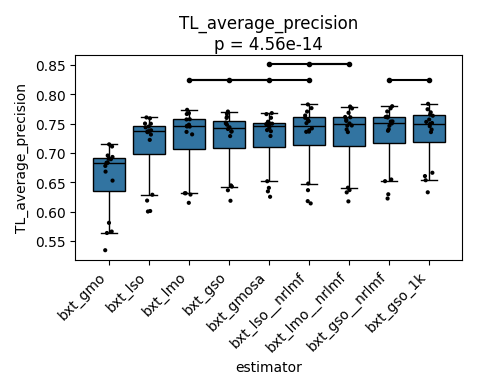 TL_average_precision
p = 4.56e-14
TL_average_precision
0.85
0.80
0.75
0.70
0.65
0.60
0.55
bxt_gmo
bxt_lso
bxt_lmo
bxt_gso
bxt_gmosa
bxt_lso__nrlmf
bxt_lmo__nrlmf
bxt_gso__nrlmf
bxt_gso_1k
estimator